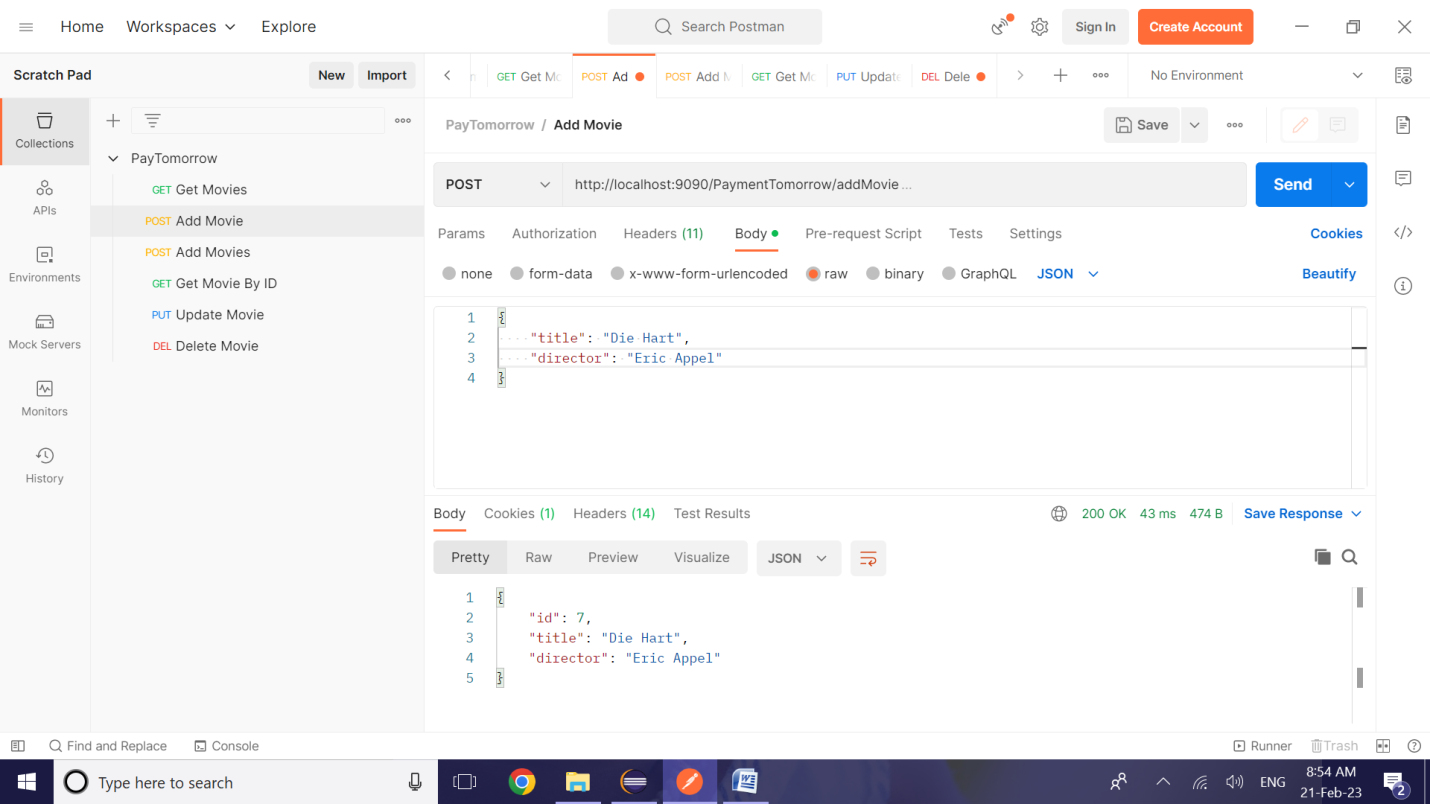 Home Workspaces Explore Search Postman Sign In Create Account
Scratch Pad New Import GET Get Mo POST Ad POST Add M GET Get Mo PUT Update DEL Dele No Environment
Collections
APIs
Environments
Mock Servers
Monitors
History
PayTomorrow
GET Get Movies
POST Add Movie
POST Add Movies
GET Get Movie By ID
PUT Update Movie
DEL Delete Movie
PayTomorrow / Add Movie Save
POST http://localhost:9090/PaymentTomorrow/addMovie ... Send
Params Authorization Headers (11) Body Pre-request Script Tests Settings Cookies
none form-data x-www-form-urlencoded raw binary GraphQL JSON Beautify
1 {
2 "title": "Die Hart",
3 "director": "Eric Appel"
4 }
Body Cookies (1) Headers (14) Test Results 200 OK 43 ms 474 B Save Response
Pretty Raw Preview Visualize JSON
1 {
2 "id": 7,
3 "title": "Die Hart",
4 "director": "Eric Appel"
5 }
Find and Replace Console Runner Trash
Type here to search ENG 8:54 AM
21-Feb-23 2